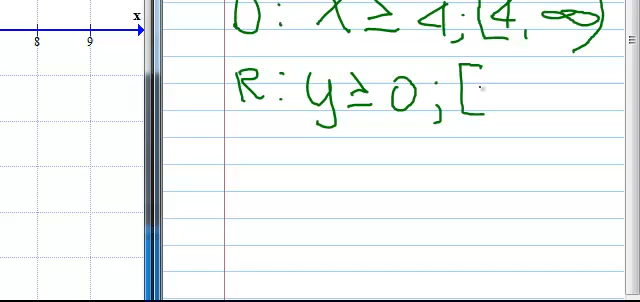 x
8 9
D: x ≥ 4; [4, ∞)
R: y ≥ 0; [